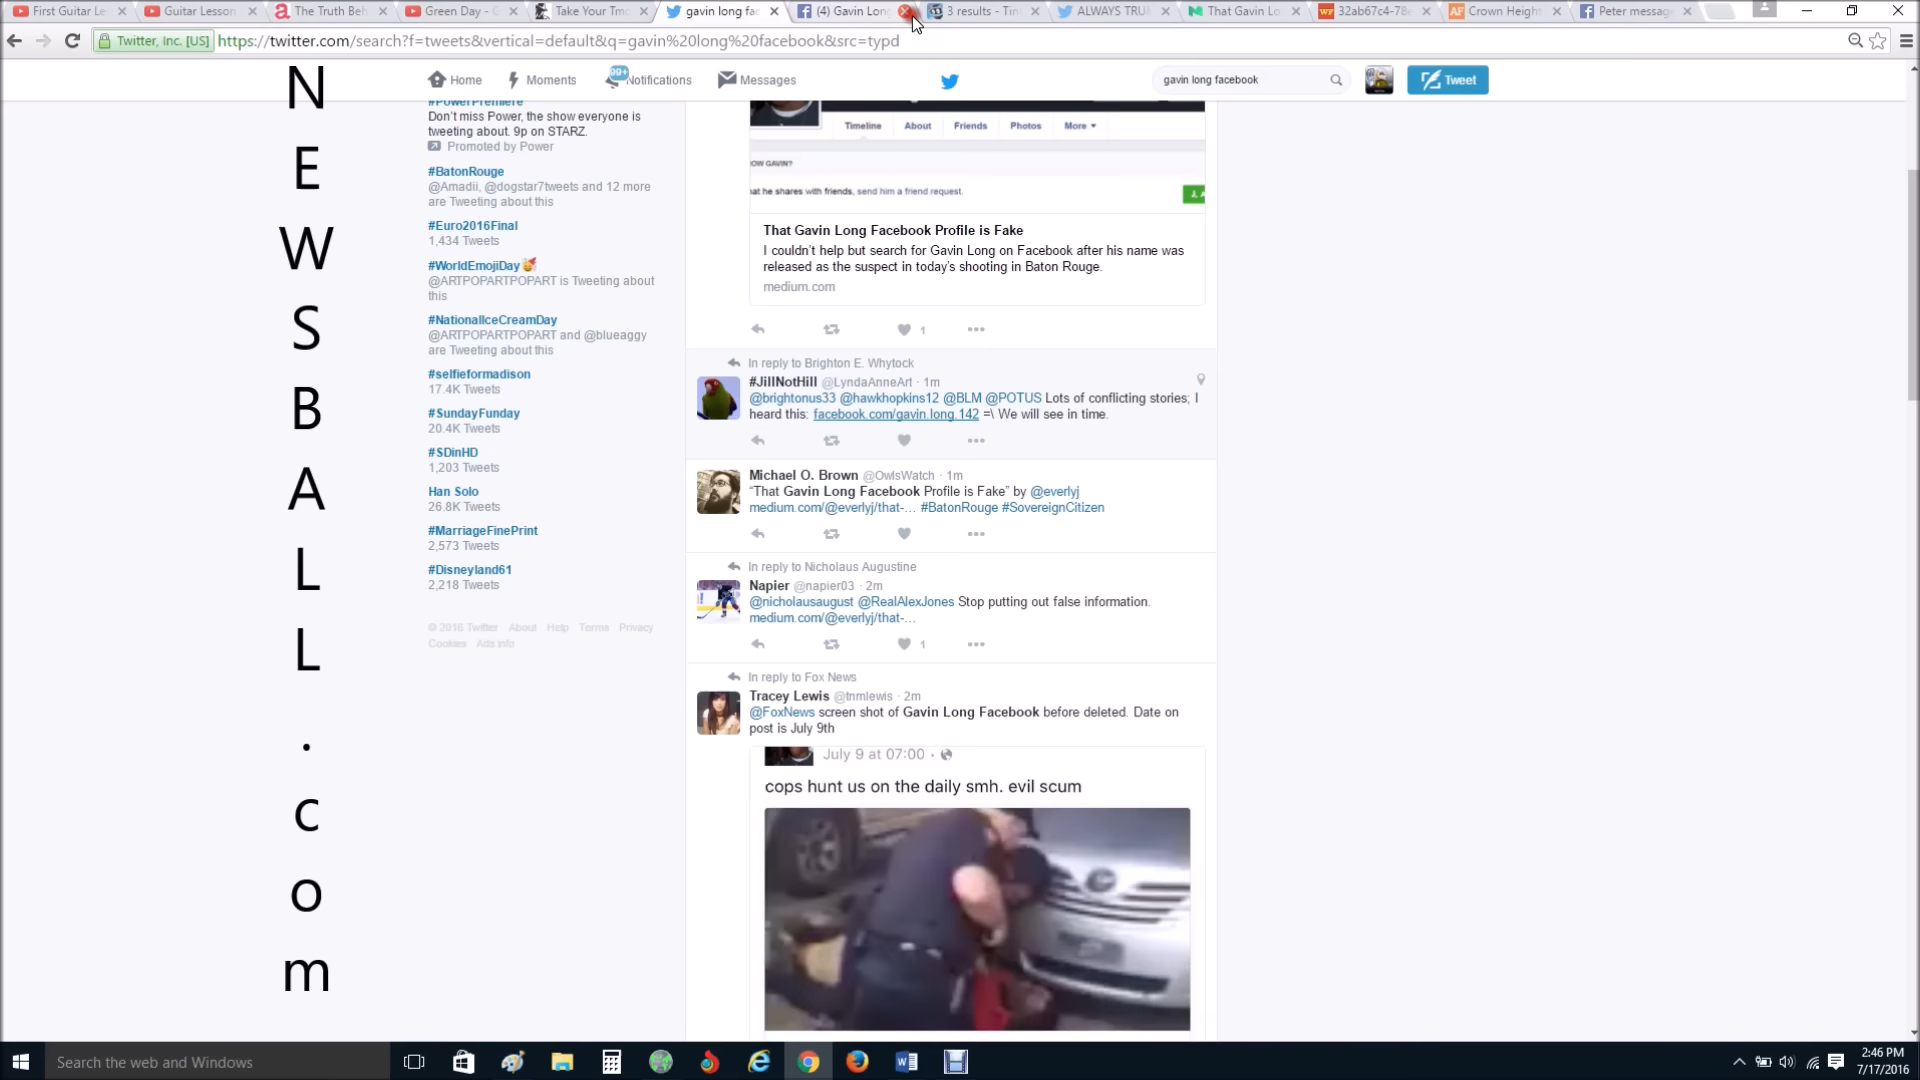 First Guitar Le
Guitar Lesson
The Truth Beh
Green Day - G
Take Your Tm
gavin long fac
(4) Gavin Lon
3 results - Tin
ALWAYS TRU
That Gavin Lo
32ab67c4-78
Crown Height
Peter messag
Twitter, Inc. [US]
https://twitter.com/search?f=tweets&vertical=default&q=gavin%20long%20facebook&src=typd
Home
Moments
99+
Notifications
Messages
gavin long facebook
Tweet
N
E
W
S
B
A
L
L
.
c
o
m
#PowerPremiere
Don't miss Power, the show everyone is
tweeting about. 9p on STARZ.
Promoted by Power
#BatonRouge
@Amadii, @dogstar7tweets and 12 more
are Tweeting about this
#Euro2016Final
1,434 Tweets
#WorldEmojiDay
@ARTPOPARTPOPART is Tweeting about
this
#NationalIceCreamDay
@ARTPOPARTPOPART and @blueaggy
are Tweeting about this
#selfieformadison
17.4K Tweets
#SundayFunday
20.4K Tweets
#SDinHD
1,203 Tweets
Han Solo
26.8K Tweets
#MarriageFinePrint
2,573 Tweets
#Disneyland61
2,218 Tweets
© 2016 Twitter About Help Terms Privacy
Cookies Ads info
Timeline About Friends Photos More
OW GAVIN?
at he shares with friends, send him a friend request.
That Gavin Long Facebook Profile is Fake
I couldn't help but search for Gavin Long on Facebook after his name was
released as the suspect in today's shooting in Baton Rouge.
medium.com
1
In reply to Brighton E. Whytock
#JillNotHill @LyndaAnneArt · 1m
@brightonus33 @hawkhopkins12 @BLM @POTUS Lots of conflicting stories; I
heard this: facebook.com/gavin.long.142 =\ We will see in time.
Michael O. Brown @OwlsWatch · 1m
“That Gavin Long Facebook Profile is Fake” by @everlyj
medium.com/@everlyj/that-... #BatonRouge #SovereignCitizen
In reply to Nicholaus Augustine
Napier @napier03 · 2m
@nicholausaugust @RealAlexJones Stop putting out false information.
medium.com/@everlyj/that-...
1
In reply to Fox News
Tracey Lewis @tnmlewis · 2m
@FoxNews screen shot of Gavin Long Facebook before deleted. Date on
post is July 9th
July 9 at 07:00 ·
cops hunt us on the daily smh. evil scum
Search the web and Windows
2:46 PM
7/17/2016